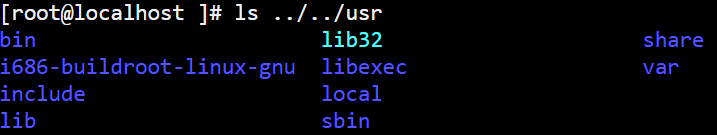 [root@localhost ]# ls ../../usr
bin lib32 share
i686-buildroot-linux-gnu libexec var
include local
lib sbin